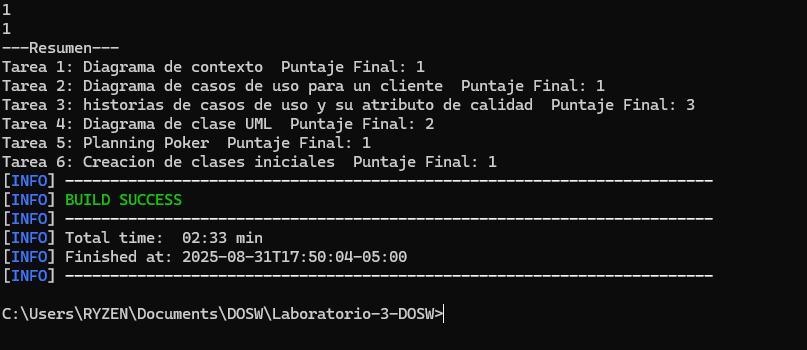 1
1
---Resumen---
Tarea 1: Diagrama de contexto  Puntaje Final: 1
Tarea 2: Diagrama de casos de uso para un cliente  Puntaje Final: 1
Tarea 3: historias de casos de uso y su atributo de calidad  Puntaje Final: 3
Tarea 4: Diagrama de clase UML  Puntaje Final: 2
Tarea 5: Planning Poker  Puntaje Final: 1
Tarea 6: Creacion de clases iniciales  Puntaje Final: 1
[INFO] ------------------------------------------------------------------------
[INFO] BUILD SUCCESS
[INFO] ------------------------------------------------------------------------
[INFO] Total time:  02:33 min
[INFO] Finished at: 2025-08-31T17:50:04-05:00
[INFO] ------------------------------------------------------------------------
C:\Users\RYZEN\Documents\DOSW\Laboratorio-3-DOSW>